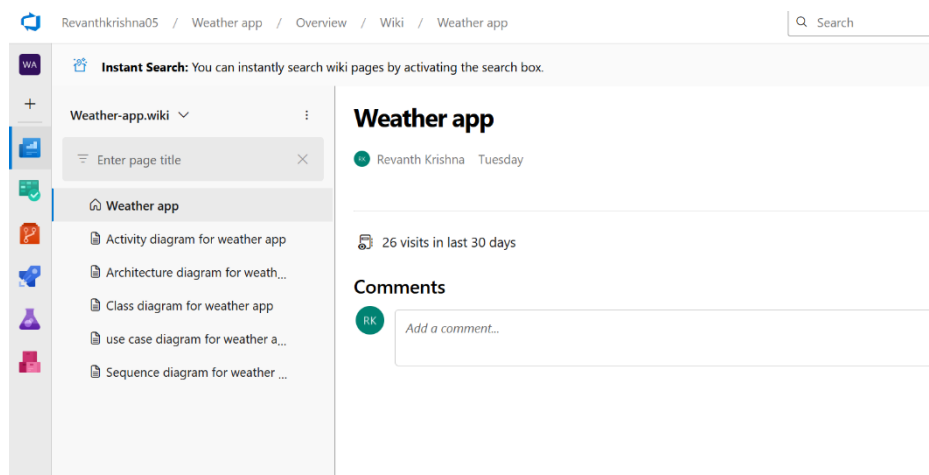 Revanthkrishna05 / Weather app / Overview / Wiki / Weather app
Search
WA
Instant Search: You can instantly search wiki pages by activating the search box.
Weather-app.wiki
Enter page title
Weather app
Activity diagram for weather app
Architecture diagram for weath...
Class diagram for weather app
use case diagram for weather a...
Sequence diagram for weather ...
Weather app
RK Revanth Krishna Tuesday
26 visits in last 30 days
Comments
RK
Add a comment...